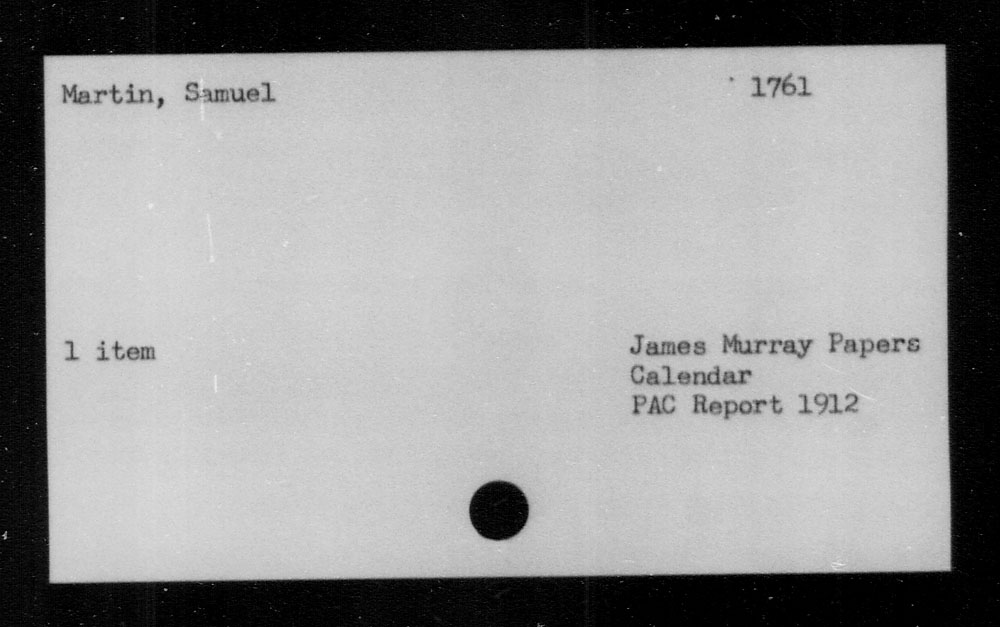 Martin, Samuel
1761
1 item
James Murray Papers
Calendar
PAC Report 1912